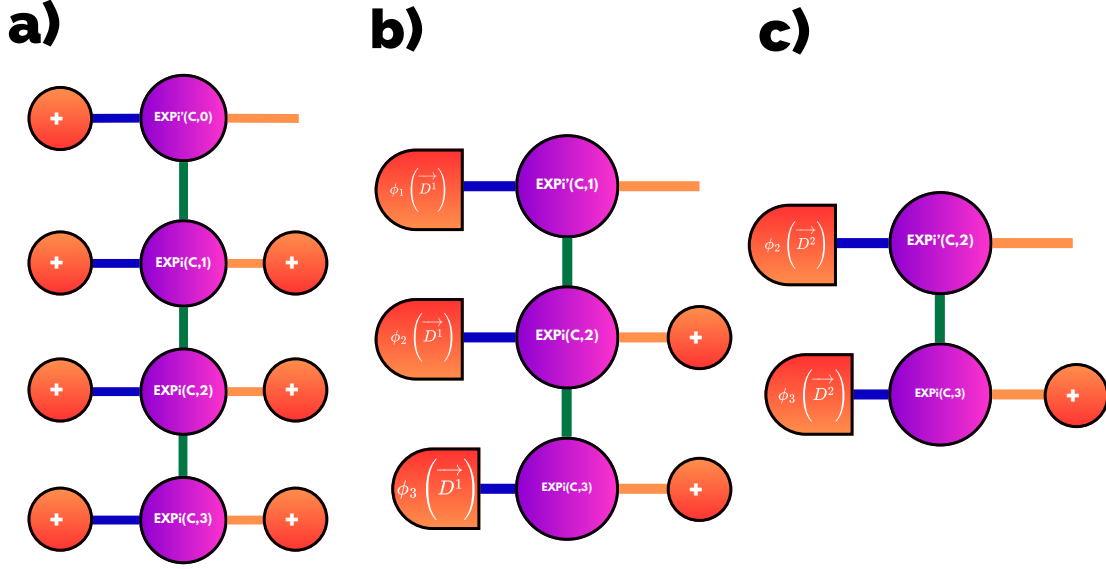 a)
+ EXPi'(C,0)
+ EXPi(C,1) +
+ EXPi(C,2) +
+ EXPi(C,3) +
b)
ϕ₁(D¹→) EXPi'(C,1)
ϕ₂(D¹→) EXPi(C,2) +
ϕ₃(D¹→) EXPi(C,3) +
c)
ϕ₂(D²→) EXPi'(C,2)
ϕ₃(D²→) EXPi(C,3) +